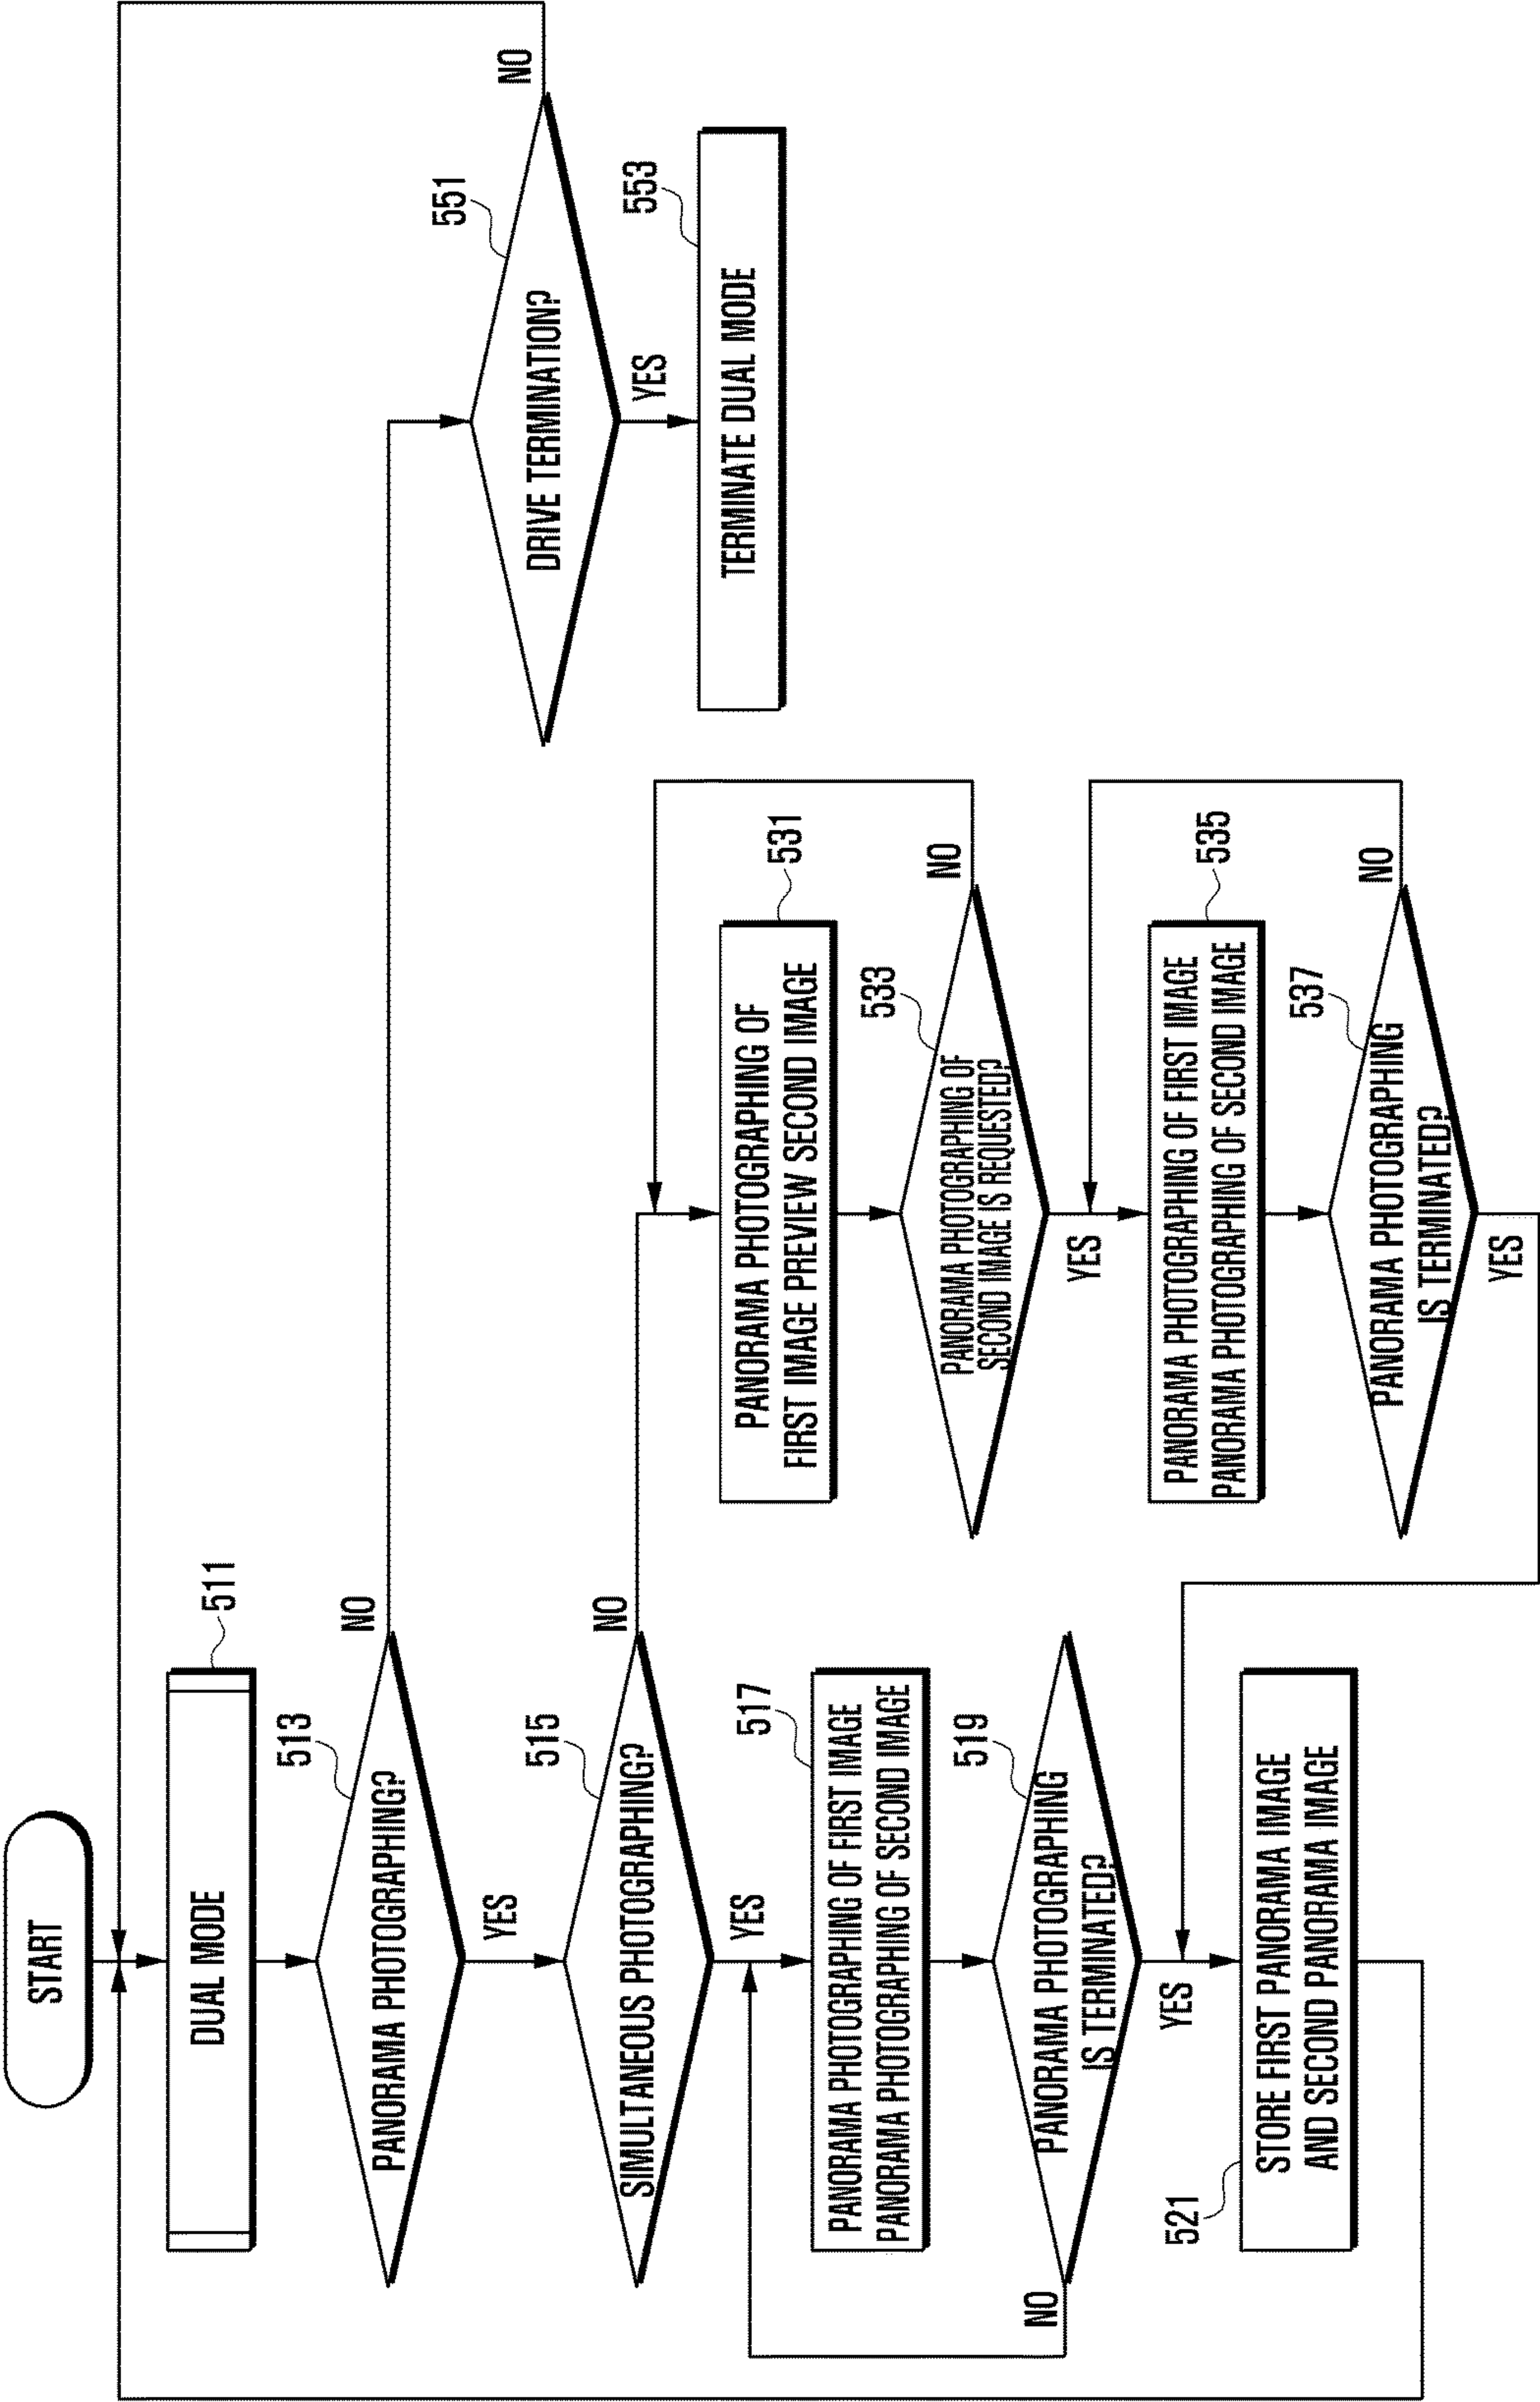 START
511
DUAL MODE
513
PANORAMA PHOTOGRAPHING?
NO
YES
515
SIMULTANEOUS PHOTOGRAPHING?
NO
YES
517
PANORAMA PHOTOGRAPHING OF FIRST IMAGE
PANORAMA PHOTOGRAPHING OF SECOND IMAGE
519
PANORAMA PHOTOGRAPHING
IS TERMINATED?
NO
YES
521
STORE FIRST PANORAMA IMAGE
AND SECOND PANORAMA IMAGE
531
PANORAMA PHOTOGRAPHING OF
FIRST IMAGE PREVIEW SECOND IMAGE
533
PANORAMA PHOTOGRAPHING OF
SECOND IMAGE IS REQUESTED?
NO
YES
535
PANORAMA PHOTOGRAPHING OF FIRST IMAGE
PANORAMA PHOTOGRAPHING OF SECOND IMAGE
537
PANORAMA PHOTOGRAPHING
IS TERMINATED?
NO
YES
551
DRIVE TERMINATION?
NO
YES
553
TERMINATE DUAL MODE